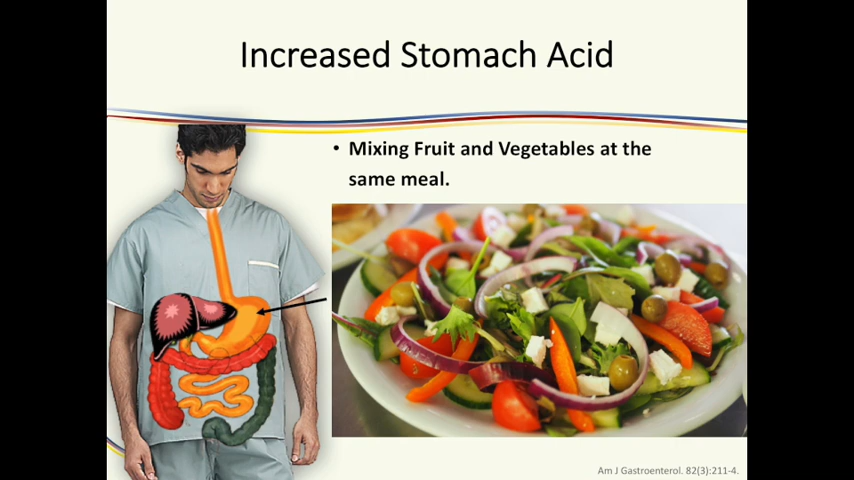 Increased Stomach Acid
• Mixing Fruit and Vegetables at the
same meal.
Am J Gastroenterol. 82(3):211-4.